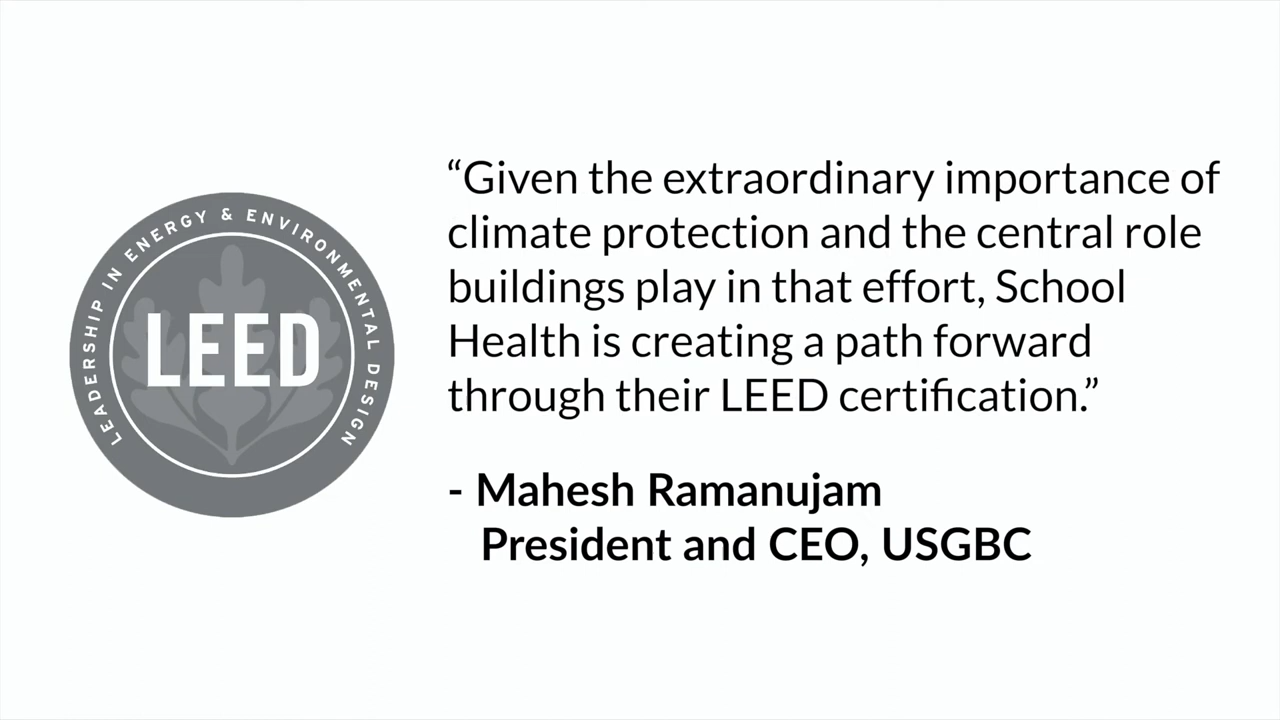 LEADERSHIP IN ENERGY & ENVIRONMENTAL DESIGN
LEED
“Given the extraordinary importance of
climate protection and the central role
buildings play in that effort, School
Health is creating a path forward
through their LEED certification.”
- Mahesh Ramanujam
President and CEO, USGBC